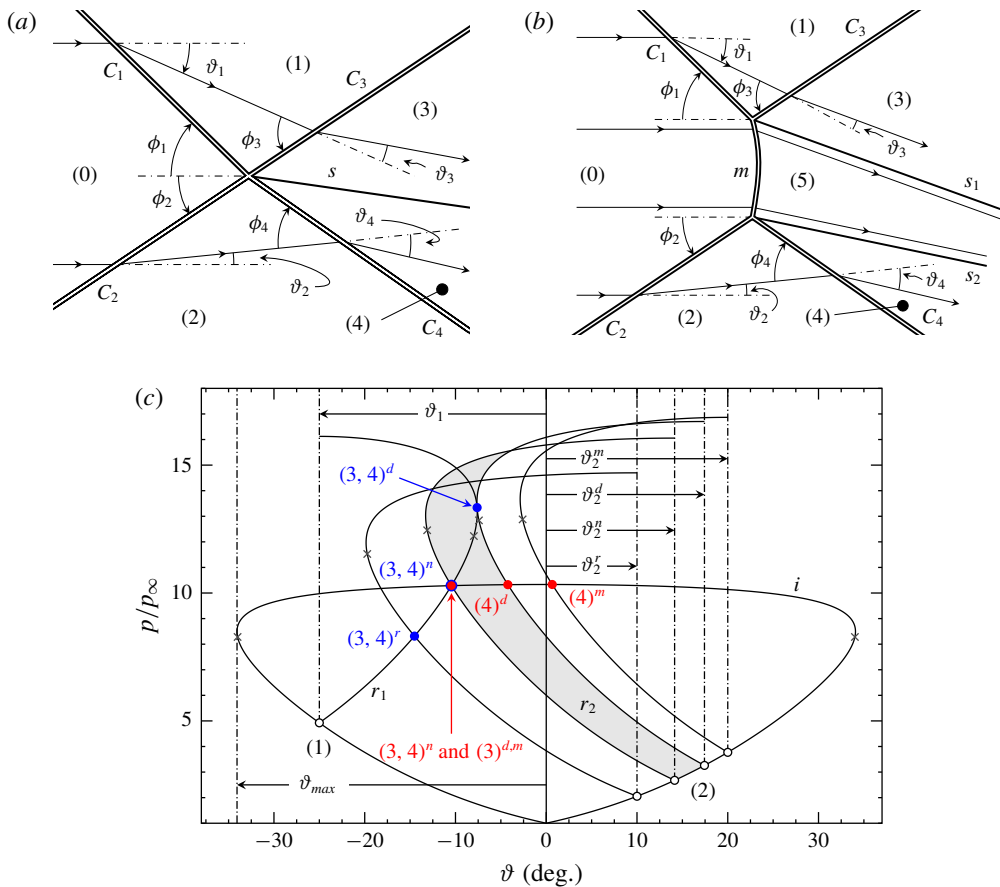 (a)
C₁
ϑ₁
(1)
C₃
(3)
ϕ₁
ϕ₃
(0)
s
ϑ₃
ϕ₂
ϕ₄
ϑ₄
C₂
ϑ₂
(2)
(4)
C₄
(b)
(1)
C₃
C₁
ϑ₁
ϕ₁
ϕ₃
(3)
ϑ₃
(0)
m
(5)
s₁
ϕ₂
ϕ₄
s₂
ϑ₄
C₂
(2)
ϑ₂
(4)
C₄
(c)
ϑ₁
15
(3, 4)ᵈ
ϑ₂ᵐ
ϑ₂ᵈ
ϑ₂ⁿ
(3, 4)ⁿ
ϑ₂ʳ
p/p∞
10
(4)ᵈ
(4)ᵐ
i
(3, 4)ʳ
r₁
r₂
5
(1)
(3, 4)ⁿ and (3)ᵈ,ᵐ
(2)
ϑmax
−30
−20
−10
0
10
20
30
ϑ (deg.)